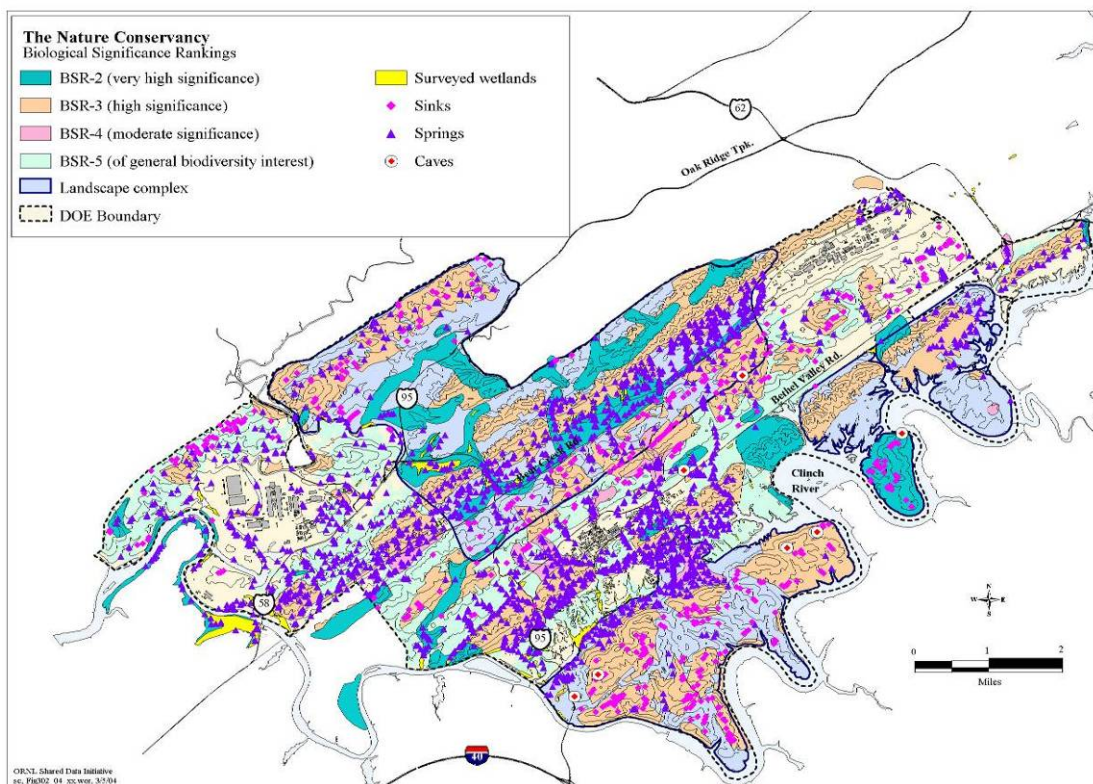 The Nature Conservancy
Biological Significance Rankings
BSR-2 (very high significance)
BSR-3 (high significance)
BSR-4 (moderate significance)
BSR-5 (of general biodiversity interest)
Landscape complex
DOE Boundary
Surveyed wetlands
Sinks
Springs
Caves
62
Oak Ridge Tpk.
Bethel Valley Rd.
95
Clinch
River
58
95
N
W E
S
0 1 2
Miles
40
ORNL Shared Data Initiative